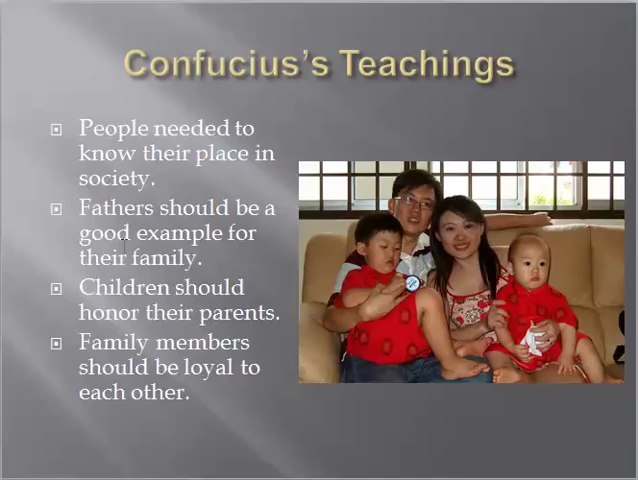 Confucius's Teachings
People needed to
know their place in
society.
Fathers should be a
good example for
their family.
Children should
honor their parents.
Family members
should be loyal to
each other.